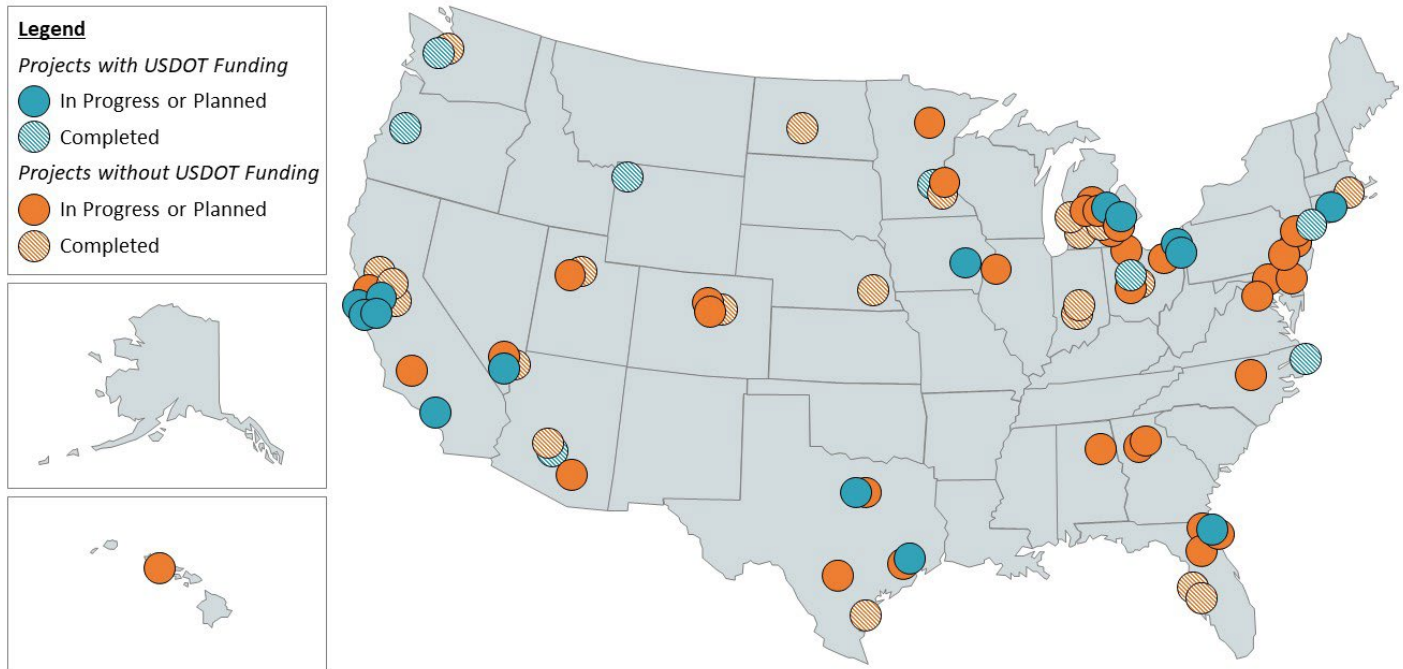 Legend
Projects with USDOT Funding
In Progress or Planned
Completed
Projects without USDOT Funding
In Progress or Planned
Completed